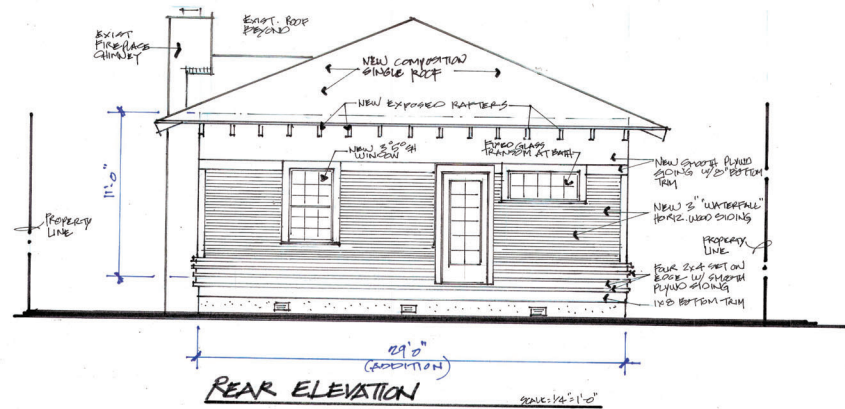 EXIST
FIREPLACE
CHIMNEY
EXIST. ROOF
BEYOND
NEW COMPOSITION
SINGLE ROOF
NEW EXPOSED RAFTERS
NEW 3°5° SH
WINDOW
FIXED GLASS
TRANSOM AT BATH
NEW SMOOTH PLYWD
SIDING W/ 8" BOTTOM
TRIM
NEW 3" "WATERFALL"
HORIZ. WOOD SIDING
PROPERTY
LINE
PROPERTY
LINE
FOUR 2x4 SET ON
EDGE W/ SMOOTH
PLYWD SIDING
1x8 BOTTOM TRIM
11'-0"
29'-0"
(ADDITION)
REAR ELEVATION
SCALE: 1/4"=1'-0"